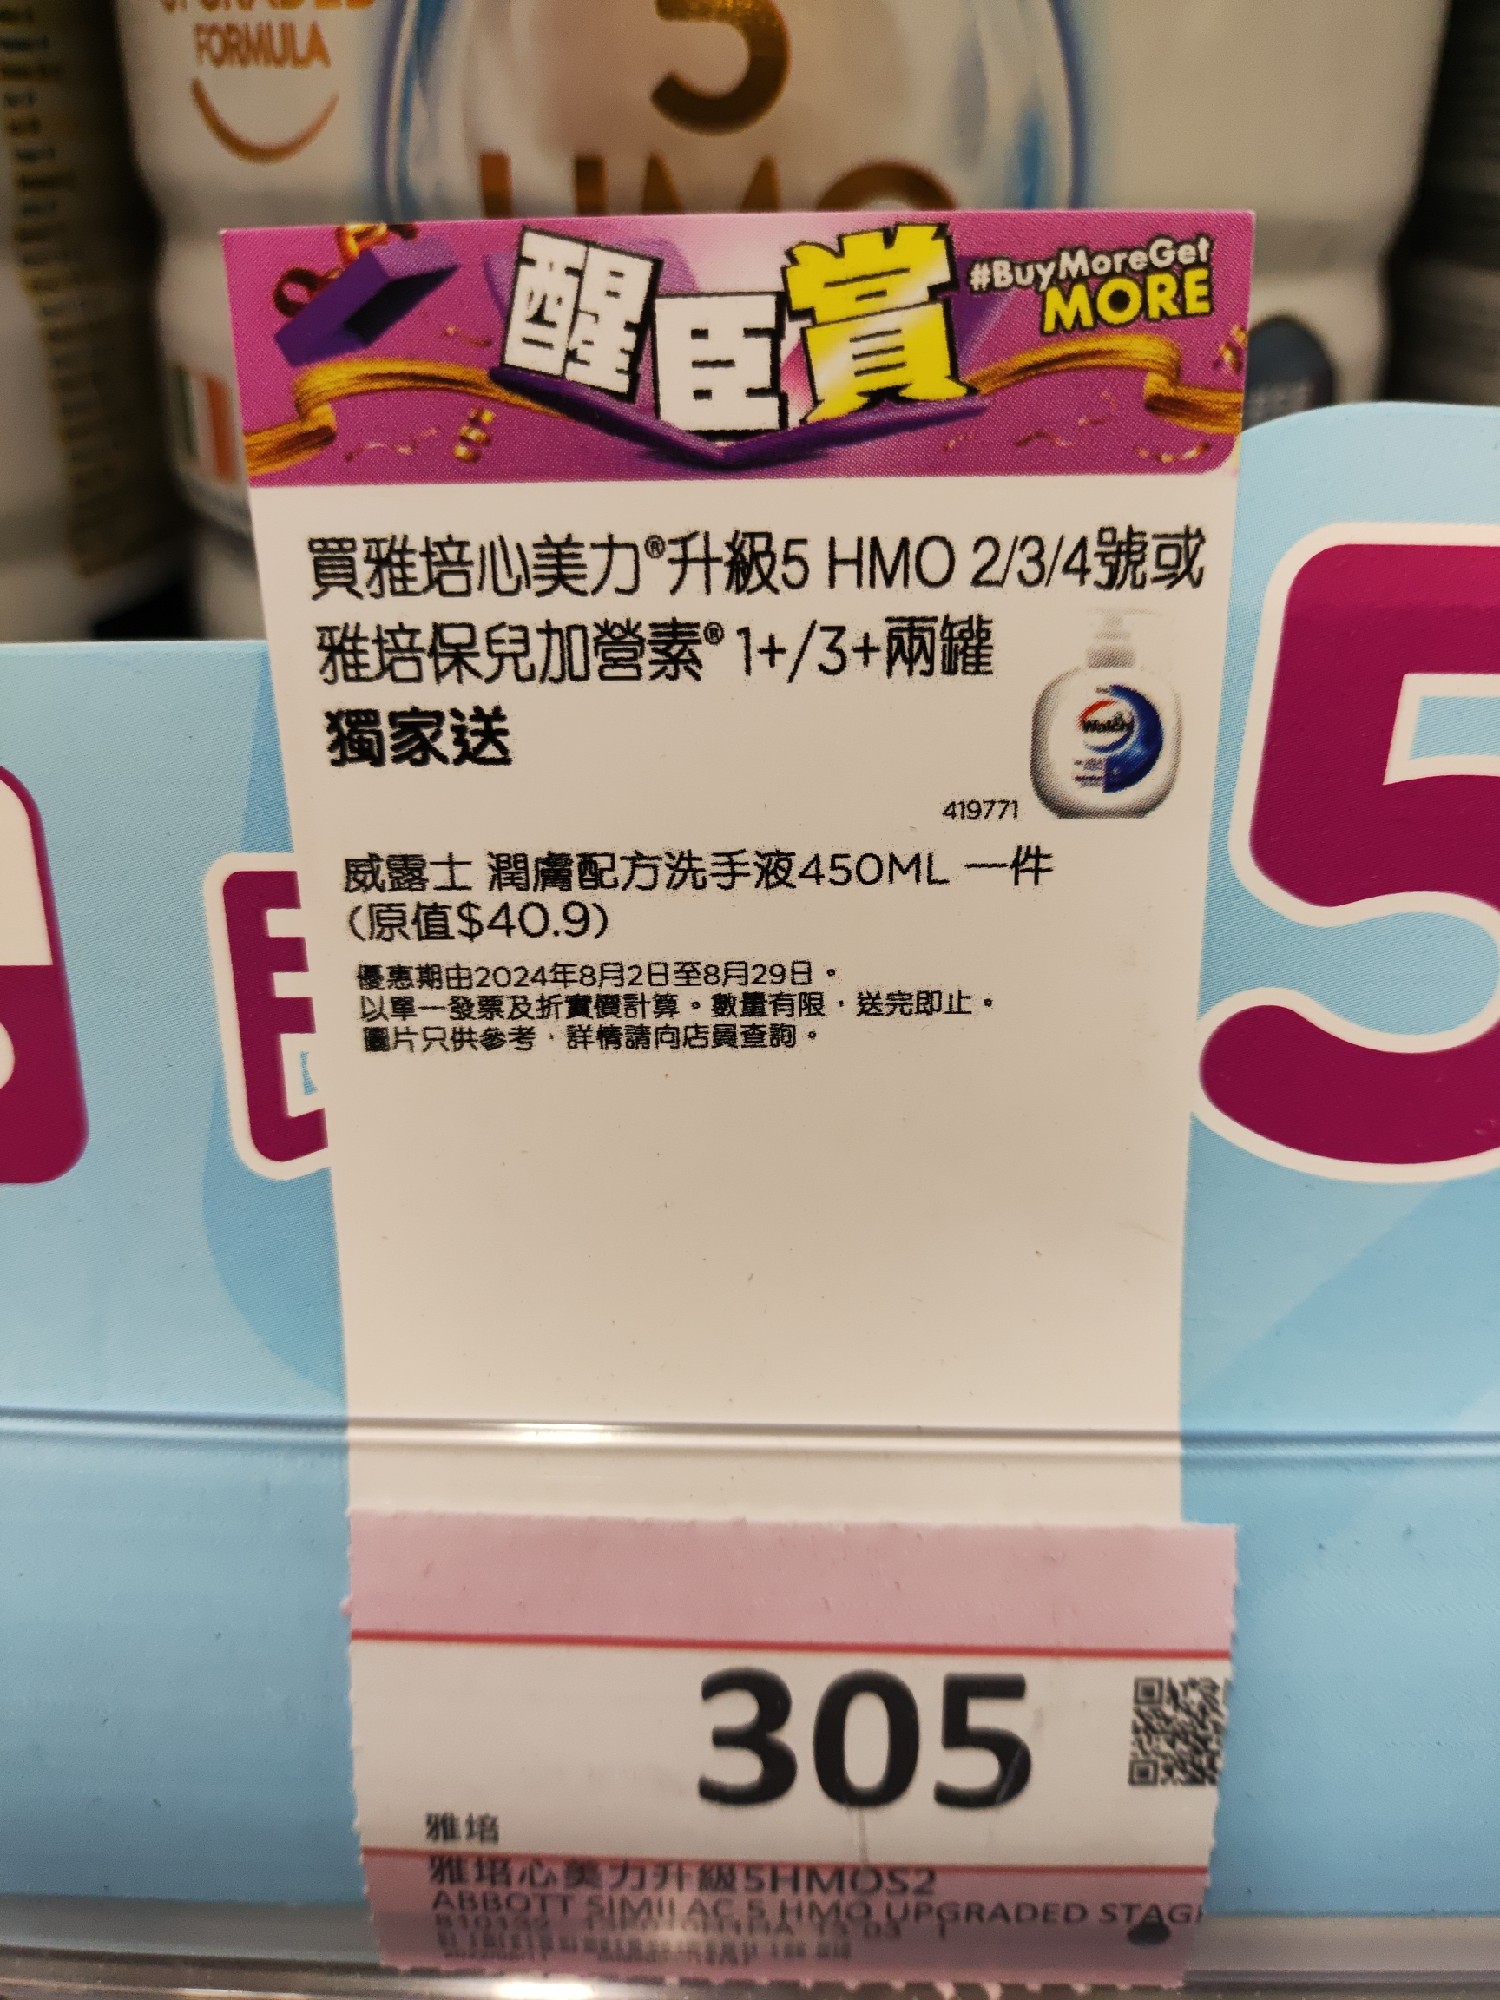 FORMULA
5
HMO
醒臣賞
#BuyMoreGet
MORE
買雅培心美力®升級5 HMO 2/3/4號或
雅培保兒加營素®1+/3+兩罐
獨家送
Walch
419771
威露士 潤膚配方洗手液450ML 一件
(原值$40.9)
優惠期由2024年8月2日至8月29日。
以單一發票及折實價計算。數量有限，送完即止。
圖片只供參考，詳情請向店員查詢。
5
305
雅培
雅培心美力升級5HMOS2
ABBOTT SIMILAC 5 HMO UPGRADED STAG